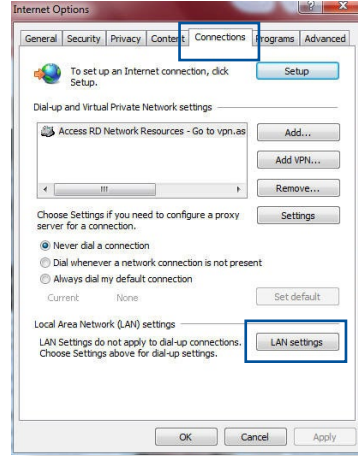 Internet Options
General Security Privacy Content Connections Programs Advanced
To set up an Internet connection, click
Setup.
Setup
Dial-up and Virtual Private Network settings
Access RD Network Resources - Go to vpn.as
Add...
Add VPN...
Remove...
Choose Settings if you need to configure a proxy
server for a connection.
Settings
Never dial a connection
Dial whenever a network connection is not present
Always dial my default connection
Current None
Set default
Local Area Network (LAN) settings
LAN Settings do not apply to dial-up connections.
Choose Settings above for dial-up settings.
LAN settings
OK Cancel Apply